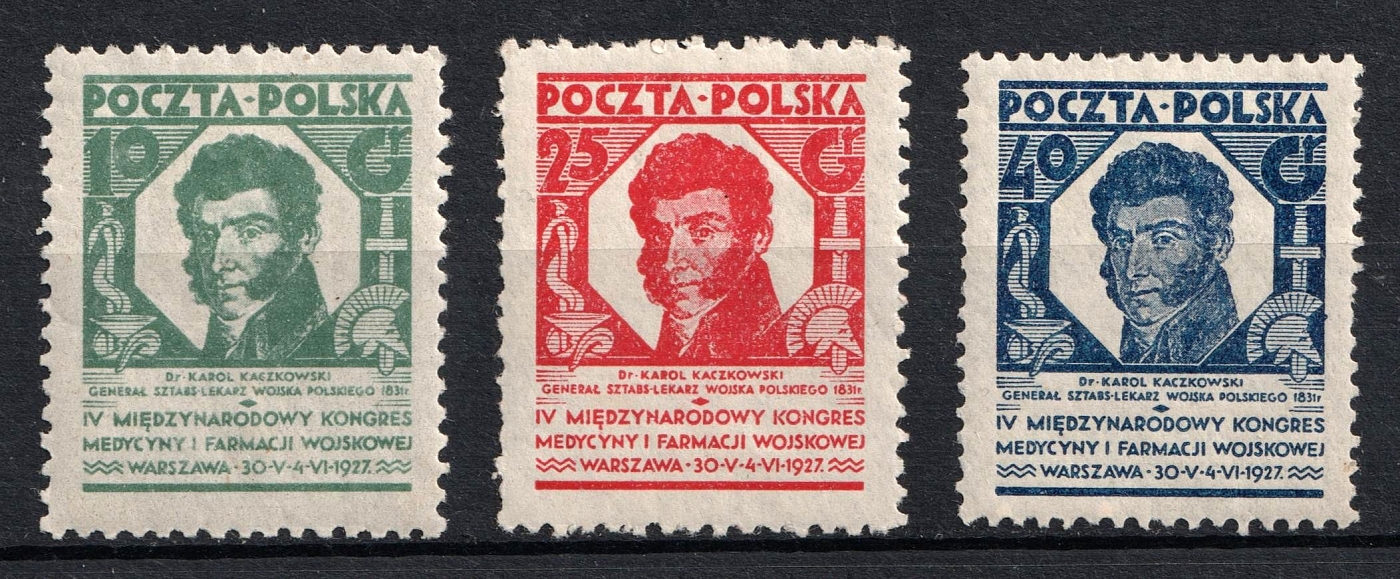 POCZTA·POLSKA
10 Gr
Dr·KAROL KACZKOWSKI
GENERAŁ SZTABS-LEKARZ WOJSKA POLSKIEGO 1831r.
IV MIĘDZYNARODOWY KONGRES
MEDYCYNY I FARMACJI WOJSKOWEJ
WARSZAWA·30-V-4-VI-1927.
POCZTA·POLSKA
25 Gr
Dr·KAROL KACZKOWSKI
GENERAŁ SZTABS-LEKARZ WOJSKA POLSKIEGO 1831r.
IV MIĘDZYNARODOWY KONGRES
MEDYCYNY I FARMACJI WOJSKOWEJ
WARSZAWA·30-V-4-VI-1927.
POCZTA·POLSKA
40 Gr
Dr·KAROL KACZKOWSKI
GENERAŁ SZTABS-LEKARZ WOJSKA POLSKIEGO 1831r
IV MIĘDZYNARODOWY KONGRES
MEDYCYNY I FARMACJI WOJSKOWEJ
WARSZAWA·30-V-4-VI-1927.